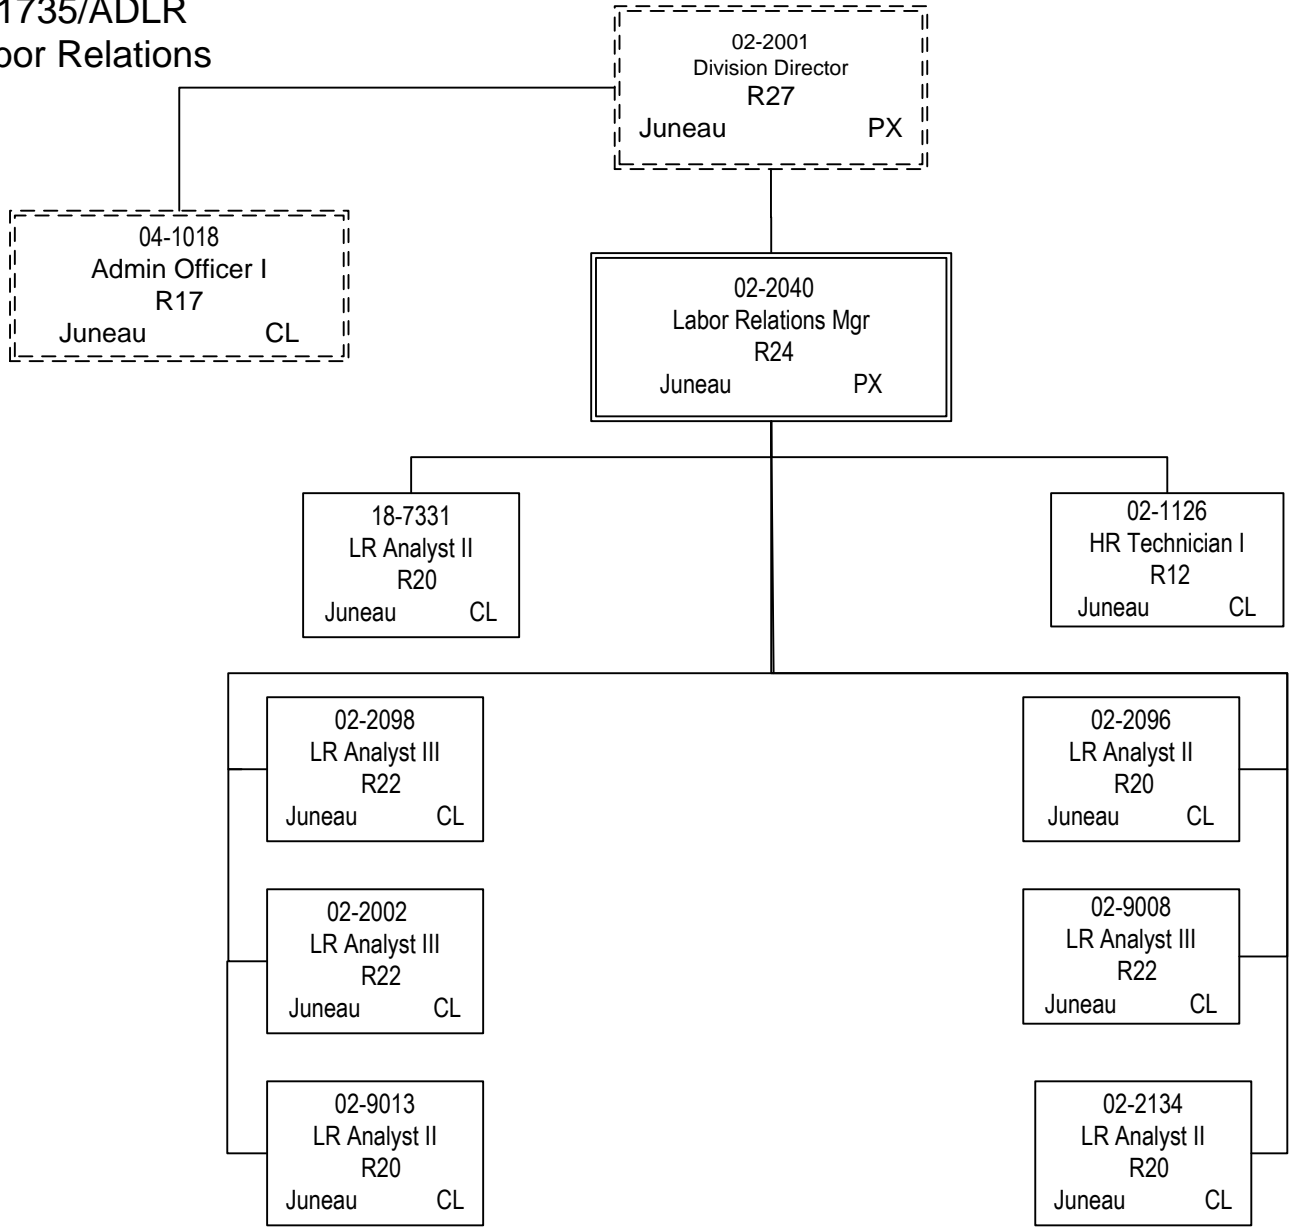 1735/ADLR
Relations
02-2001
Division Director
R27
Juneau PX
04-1018
Admin Officer I
R17
Juneau CL
02-2040
Labor Relations Mgr
R24
Juneau PX
18-7331
LR Analyst II
R20
Juneau CL
02-1126
HR Technician I
R12
Juneau CL
02-2098
LR Analyst III
R22
Juneau CL
02-2096
LR Analyst II
R20
Juneau CL
02-2002
LR Analyst III
R22
Juneau CL
02-9008
LR Analyst III
R22
Juneau CL
02-9013
LR Analyst II
R20
Juneau CL
02-2134
LR Analyst II
R20
Juneau CL